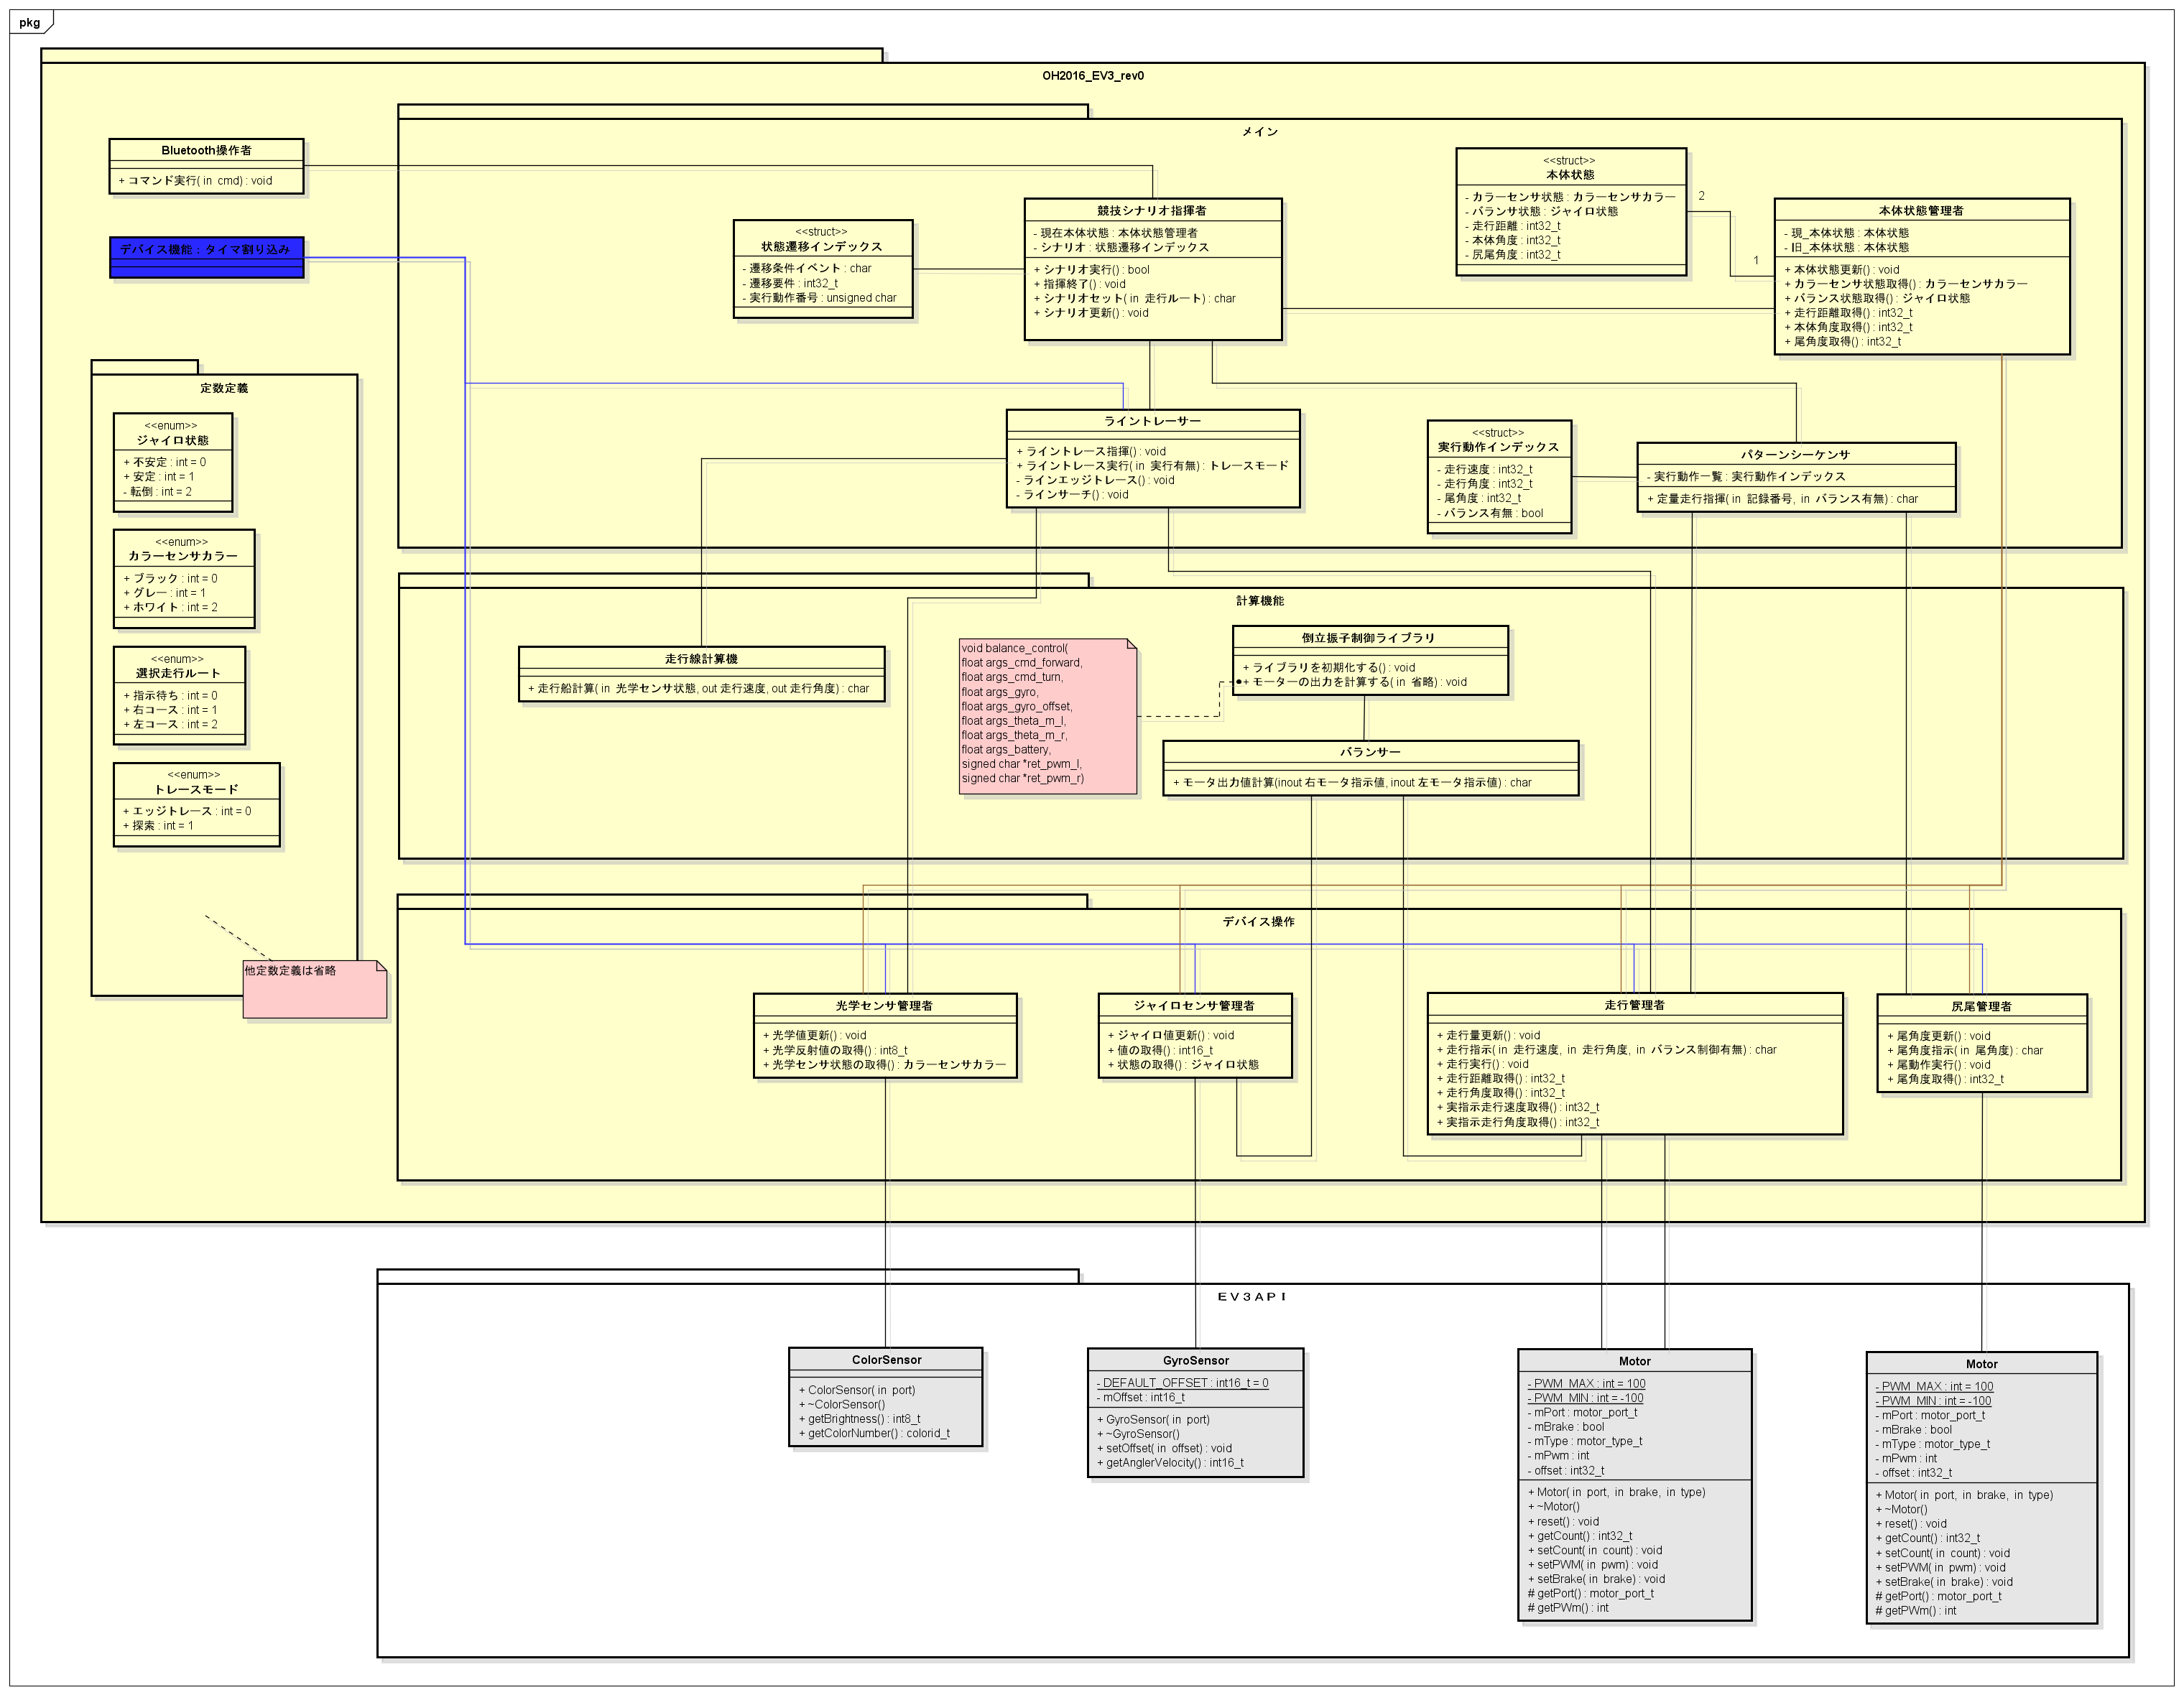 pkg
OH2016_EV3_rev0
Bluetooth操作者
+ コマンド実行( in cmd) : void
デバイス機能：タイマ割り込み
メイン
<<struct>>
状態遷移インデックス
- 遷移条件イベント : char
- 遷移要件 : int32_t
- 実行動作番号 : unsigned char
競技シナリオ指揮者
- 現在本体状態 : 本体状態管理者
- シナリオ : 状態遷移インデックス
+ シナリオ実行() : bool
+ 指揮終了() : void
+ シナリオセット( in 走行ルート) : char
+ シナリオ更新() : void
<<struct>>
本体状態
- カラーセンサ状態 : カラーセンサカラー
- バランサ状態 : ジャイロ状態
- 走行距離 : int32_t
- 本体角度 : int32_t
- 尻尾角度 : int32_t
2
1
本体状態管理者
- 現_本体状態 : 本体状態
- 旧_本体状態 : 本体状態
+ 本体状態更新() : void
+ カラーセンサ状態取得() : カラーセンサカラー
+ バランス状態取得() : ジャイロ状態
+ 走行距離取得() : int32_t
+ 本体角度取得() : int32_t
+ 尾角度取得() : int32_t
ライントレーサー
+ ライントレース指揮() : void
+ ライントレース実行( in 実行有無) : トレースモード
- ラインエッジトレース() : void
- ラインサーチ() : void
<<struct>>
実行動作インデックス
- 走行速度 : int32_t
- 走行角度 : int32_t
- 尾角度 : int32_t
- バランス有無 : bool
パターンシーケンサ
- 実行動作一覧 : 実行動作インデックス
+ 定量走行指揮( in 記録番号, in バランス有無) : char
定数定義
<<enum>>
ジャイロ状態
+ 不安定 : int = 0
+ 安定 : int = 1
- 転倒 : int = 2
<<enum>>
カラーセンサカラー
+ ブラック : int = 0
+ グレー : int = 1
+ ホワイト : int = 2
<<enum>>
選択走行ルート
+ 指示待ち : int = 0
+ 右コース : int = 1
+ 左コース : int = 2
<<enum>>
トレースモード
+ エッジトレース : int = 0
+ 探索 : int = 1
他定数定義は省略
計算機能
走行線計算機
+ 走行船計算( in 光学センサ状態, out 走行速度, out 走行角度) : char
void balance_control(
float args_cmd_forward,
float args_cmd_turn,
float args_gyro,
float args_gyro_offset,
float args_theta_m_l,
float args_theta_m_r,
float args_battery,
signed char *ret_pwm_l,
signed char *ret_pwm_r)
倒立振子制御ライブラリ
+ ライブラリを初期化する() : void
+ モーターの出力を計算する( in 省略) : void
バランサー
+ モータ出力値計算(inout 右モータ指示値, inout 左モータ指示値) : char
デバイス操作
光学センサ管理者
+ 光学値更新() : void
+ 光学反射値の取得() : int8_t
+ 光学センサ状態の取得() : カラーセンサカラー
ジャイロセンサ管理者
+ ジャイロ値更新() : void
+ 値の取得() : int16_t
+ 状態の取得() : ジャイロ状態
走行管理者
+ 走行量更新() : void
+ 走行指示( in 走行速度, in 走行角度, in バランス制御有無) : char
+ 走行実行() : void
+ 走行距離取得() : int32_t
+ 走行角度取得() : int32_t
+ 実指示走行速度取得() : int32_t
+ 実指示走行角度取得() : int32_t
尻尾管理者
+ 尾角度更新() : void
+ 尾角度指示( in 尾角度) : char
+ 尾動作実行() : void
+ 尾角度取得() : int32_t
ＥＶ３ＡＰＩ
ColorSensor
+ ColorSensor( in port)
+ ~ColorSensor()
+ getBrightness() : int8_t
+ getColorNumber() : colorid_t
GyroSensor
- DEFAULT_OFFSET : int16_t = 0
- mOffset : int16_t
+ GyroSensor( in port)
+ ~GyroSensor()
+ setOffset( in offset) : void
+ getAnglerVelocity() : int16_t
Motor
- PWM_MAX : int = 100
- PWM_MIN : int = -100
- mPort : motor_port_t
- mBrake : bool
- mType : motor_type_t
- mPwm : int
- offset : int32_t
+ Motor( in port, in brake, in type)
+ ~Motor()
+ reset() : void
+ getCount() : int32_t
+ setCount( in count) : void
+ setPWM( in pwm) : void
+ setBrake( in brake) : void
# getPort() : motor_port_t
# getPWm() : int
Motor
- PWM_MAX : int = 100
- PWM_MIN : int = -100
- mPort : motor_port_t
- mBrake : bool
- mType : motor_type_t
- mPwm : int
- offset : int32_t
+ Motor( in port, in brake, in type)
+ ~Motor()
+ reset() : void
+ getCount() : int32_t
+ setCount( in count) : void
+ setPWM( in pwm) : void
+ setBrake( in brake) : void
# getPort() : motor_port_t
# getPWm() : int